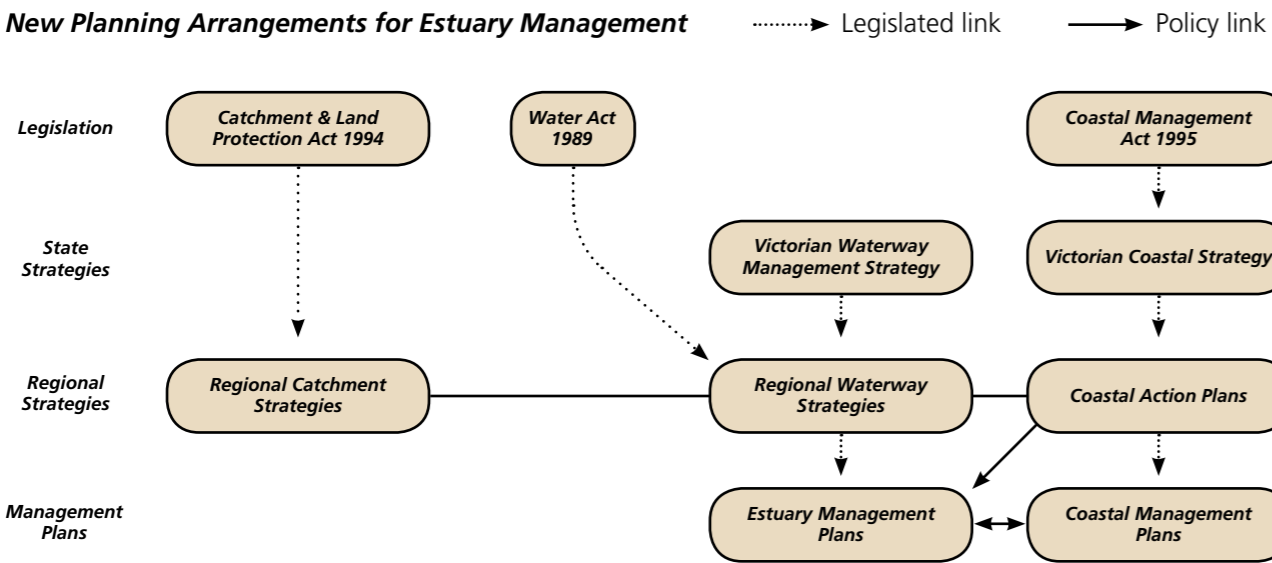 New Planning Arrangements for Estuary Management
Legislated link
Policy link
Legislation
Catchment & Land
Protection Act 1994
Water Act
1989
Coastal Management
Act 1995
State
Strategies
Victorian Waterway
Management Strategy
Victorian Coastal Strategy
Regional
Strategies
Regional Catchment
Strategies
Regional Waterway
Strategies
Coastal Action Plans
Management
Plans
Estuary Management
Plans
Coastal Management
Plans